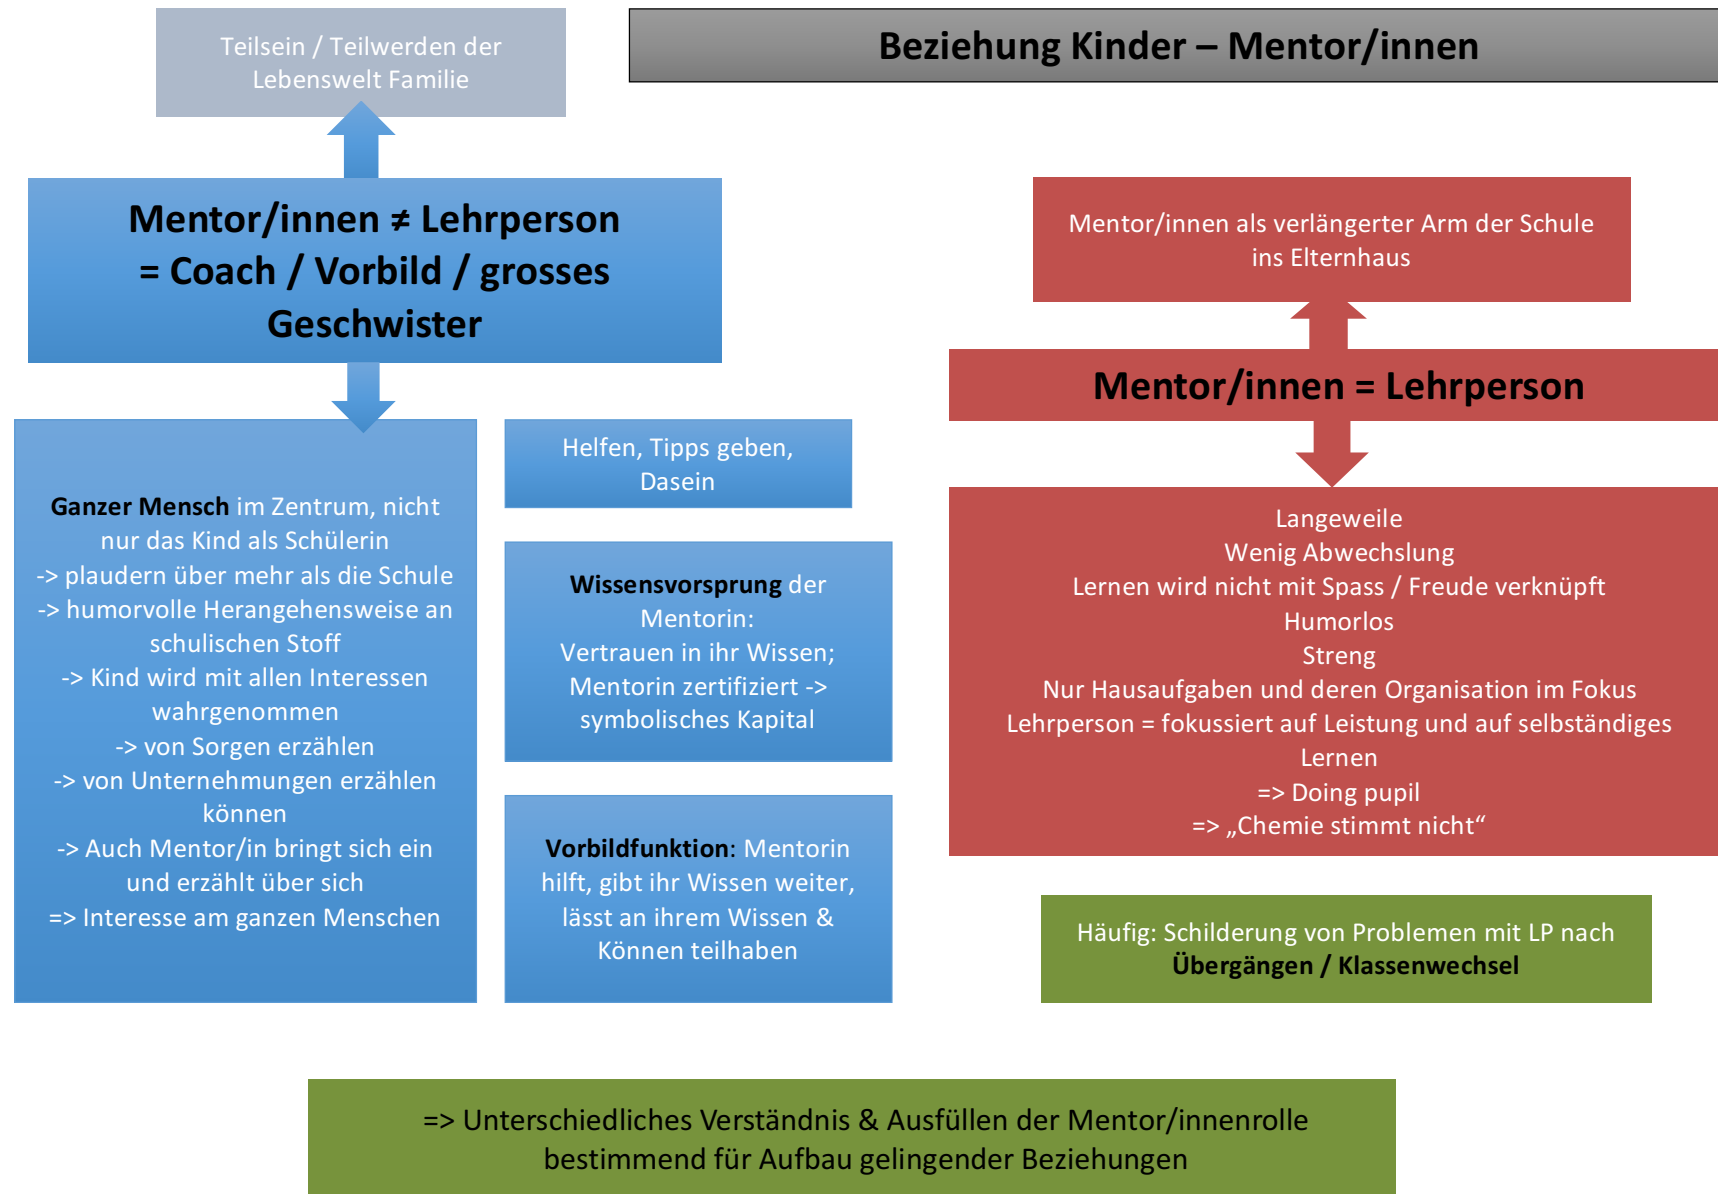 Teilsein / Teilwerden der
Lebenswelt Familie
Beziehung Kinder – Mentor/innen
Mentor/innen ≠ Lehrperson
= Coach / Vorbild / grosses
Geschwister
Mentor/innen als verlängerter Arm der Schule
ins Elternhaus
Mentor/innen = Lehrperson
Ganzer Mensch im Zentrum, nicht
nur das Kind als Schülerin
-> plaudern über mehr als die Schule
-> humorvolle Herangehensweise an
schulischen Stoff
-> Kind wird mit allen Interessen
wahrgenommen
-> von Sorgen erzählen
-> von Unternehmungen erzählen
können
-> Auch Mentor/in bringt sich ein
und erzählt über sich
=> Interesse am ganzen Menschen
Helfen, Tipps geben,
Dasein
Wissensvorsprung der
Mentorin:
Vertrauen in ihr Wissen;
Mentorin zertifiziert ->
symbolisches Kapital
Vorbildfunktion: Mentorin
hilft, gibt ihr Wissen weiter,
lässt an ihrem Wissen &
Können teilhaben
Langeweile
Wenig Abwechslung
Lernen wird nicht mit Spass / Freude verknüpft
Humorlos
Streng
Nur Hausaufgaben und deren Organisation im Fokus
Lehrperson = fokussiert auf Leistung und auf selbständiges
Lernen
=> Doing pupil
=> „Chemie stimmt nicht“
Häufig: Schilderung von Problemen mit LP nach
Übergängen / Klassenwechsel
=> Unterschiedliches Verständnis & Ausfüllen der Mentor/innenrolle
bestimmend für Aufbau gelingender Beziehungen